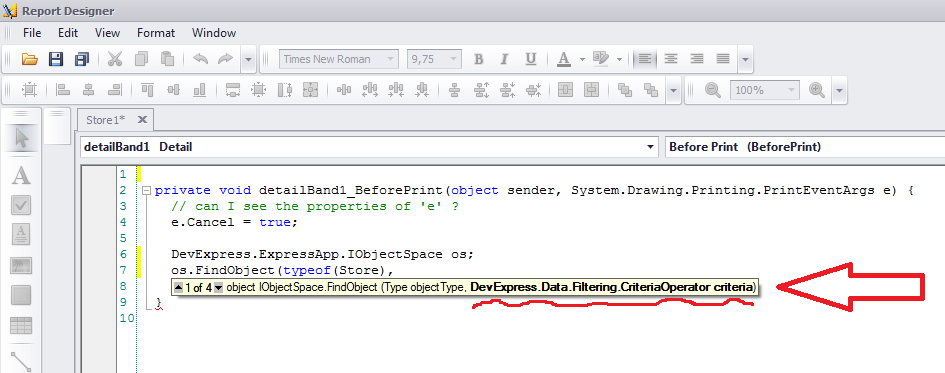 Report Designer
File Edit View Format Window
Times New Roman 9,75 B I U A
100%
Store1*
detailBand1 Detail Before Print (BeforePrint)
A
1
2 private void detailBand1_BeforePrint(object sender, System.Drawing.Printing.PrintEventArgs e) {
3 // can I see the properties of 'e' ?
4 e.Cancel = true;
5
6 DevExpress.ExpressApp.IObjectSpace os;
7 os.FindObject(typeof(Store),
8 1 of 4 object IObjectSpace.FindObject (Type objectType, DevExpress.Data.Filtering.CriteriaOperator criteria)
9 }
10